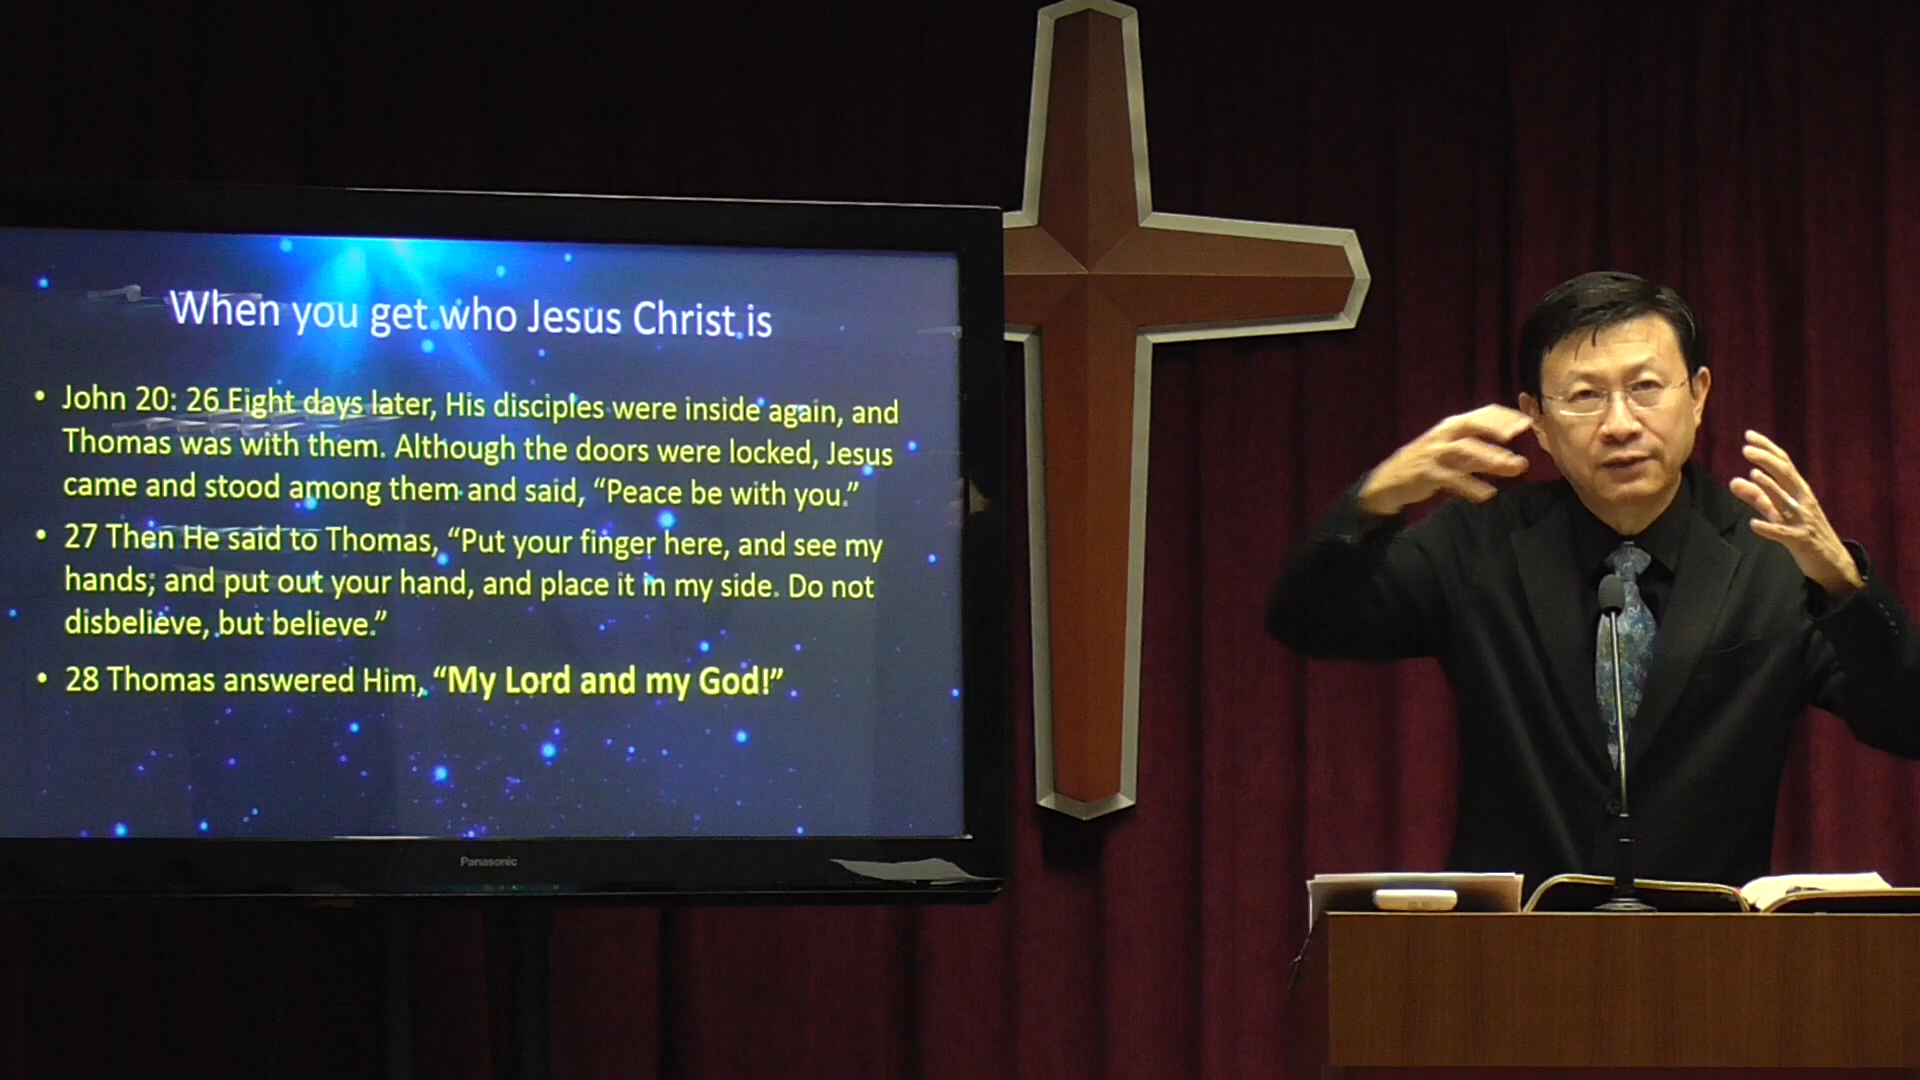 When you get who Jesus Christ is
• John 20: 26 Eight days later, His disciples were inside again, and
Thomas was with them. Although the doors were locked, Jesus
came and stood among them and said, “Peace be with you.”
• 27 Then He said to Thomas, “Put your finger here, and see my
hands; and put out your hand, and place it in my side. Do not
disbelieve, but believe.”
• 28 Thomas answered Him, “My Lord and my God!”
Panasonic